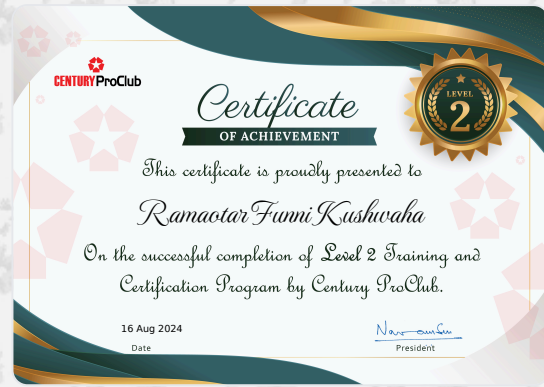 CENTURY ProClub
LEVEL
2
Certificate
OF ACHIEVEMENT
This certificate is proudly presented to
Ramaotar Funni Kushwaha
On the successful completion of Level 2 Training and
Certification Program by Century ProClub.
16 Aug 2024
Date
President